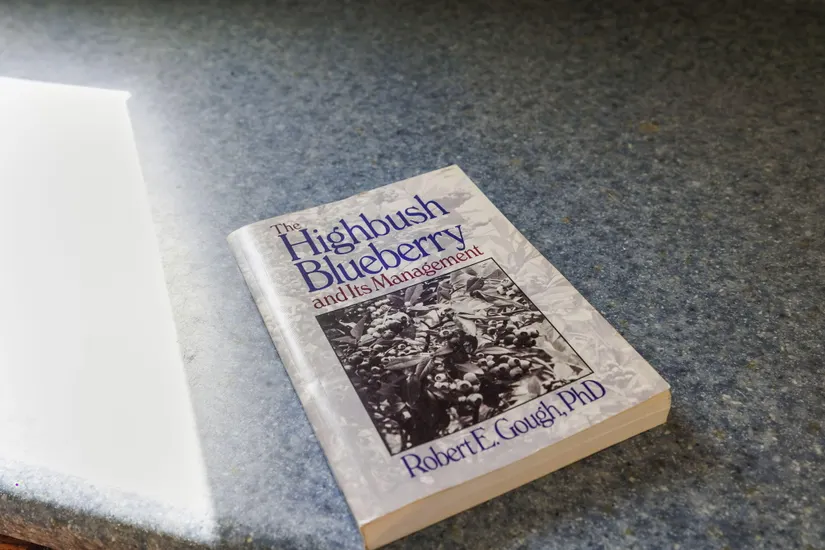 The
Highbush
Blueberry
and Its Management
Robert E. Gough, PhD